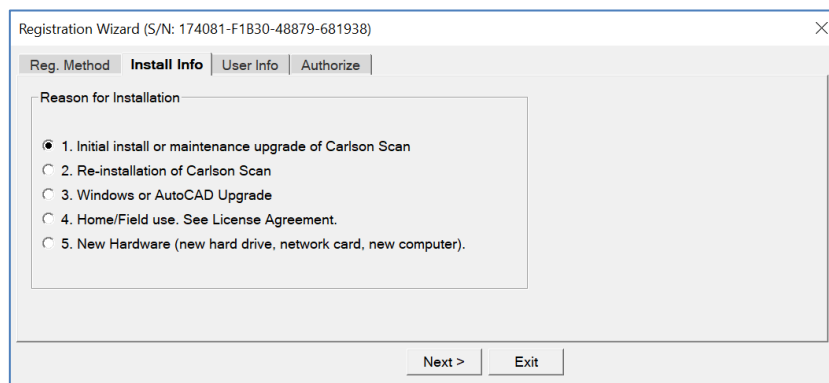 Registration Wizard (S/N: 174081-F1B30-48879-681938)
Reg. Method Install Info User Info Authorize
Reason for Installation
1. Initial install or maintenance upgrade of Carlson Scan
2. Re-installation of Carlson Scan
3. Windows or AutoCAD Upgrade
4. Home/Field use. See License Agreement.
5. New Hardware (new hard drive, network card, new computer).
Next > Exit